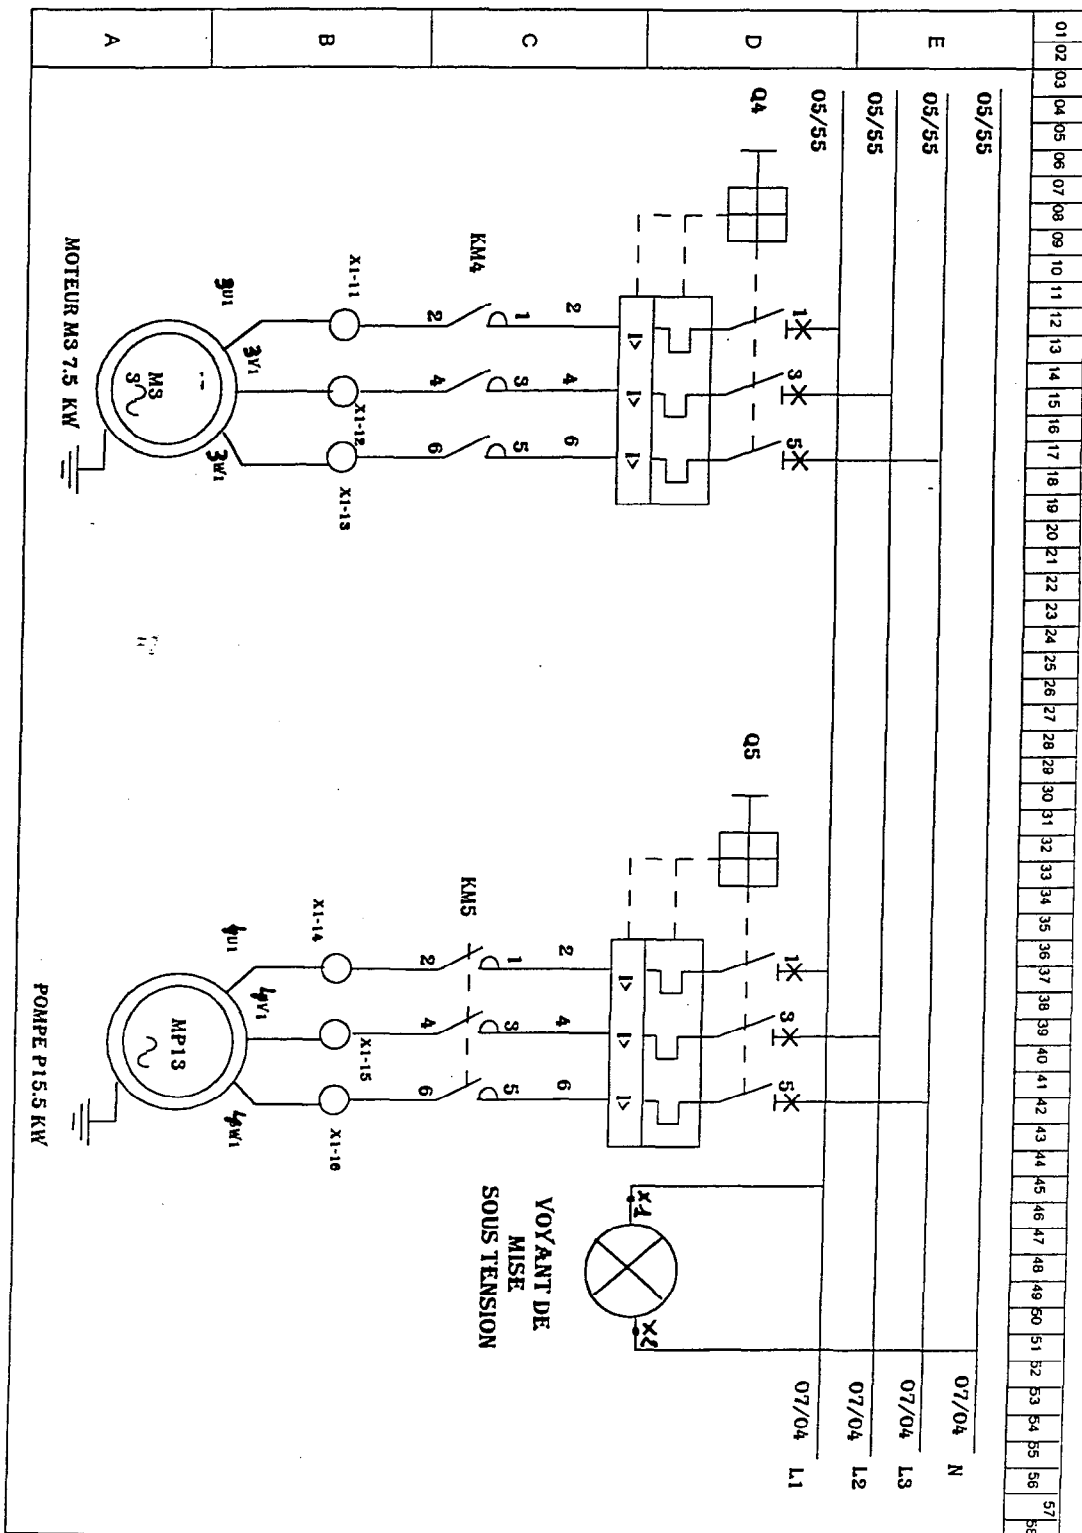 01 02 03 04 05 06 07 08 09 10 11 12 13 14 15 16 17 18 19 20 21 22 23 24 25 26 27 28 29 30 31 32 33 34 35 36 37 38 39 40 41 42 43 44 45 46 47 48 49 50 51 52 53 54 55 56 57 58
E
D
C
B
A
05/55
05/55
05/55
05/55
07/04 N
07/04 L3
07/04 L2
07/04 L1
Q4
1 3 5
I> I> I>
2 4 6
KM4
1 3 5
2 4 6
X1-11
X1-12
X1-13
3U1
3V1
3W1
M3
3
MOTEUR M3 7.5 KW
Q5
1 3 5
I> I> I>
2 4 6
KM5
1 3 5
2 4 6
X1-14
X1-15
X1-16
4U1
4V1
4W1
MP13
POMPE P15.5 KW
X1
X2
VOYANT DE
MISE
SOUS TENSION